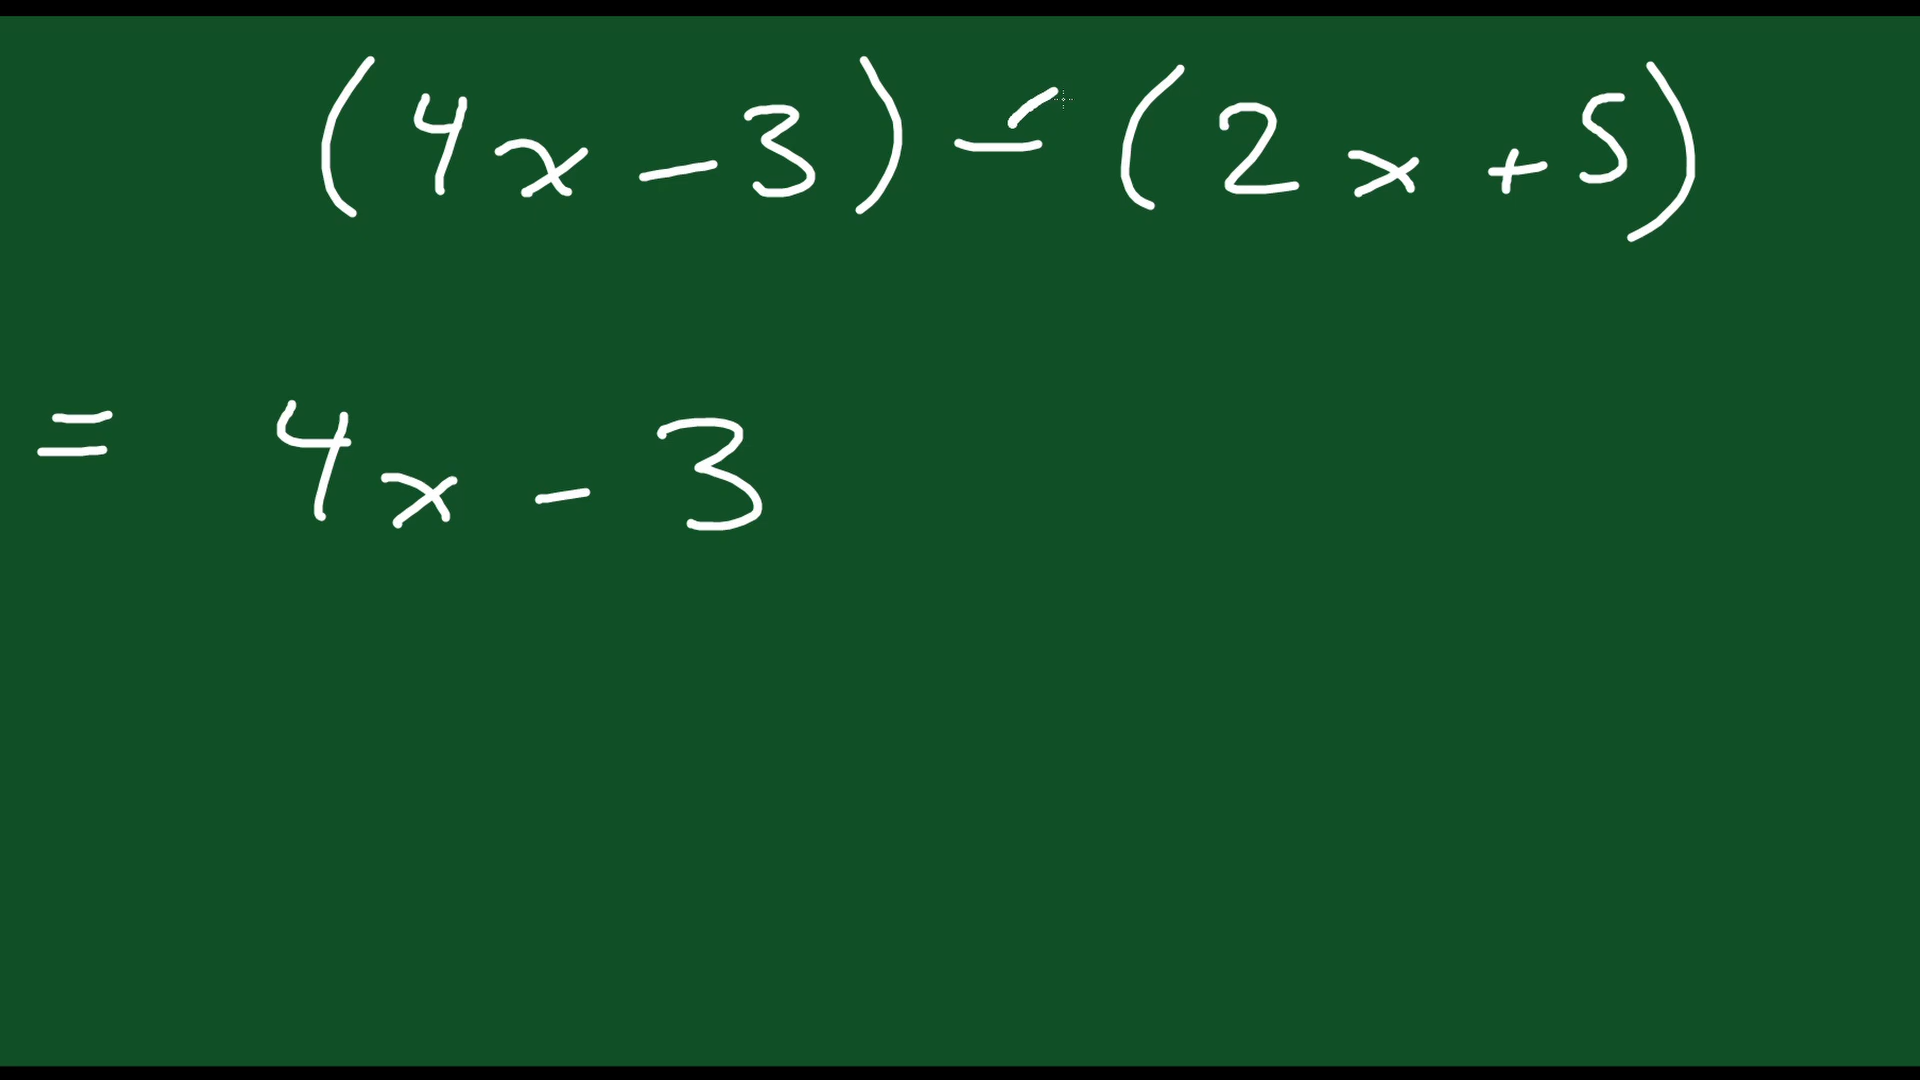 (4x - 3) - (2x + 5)
= 4x - 3